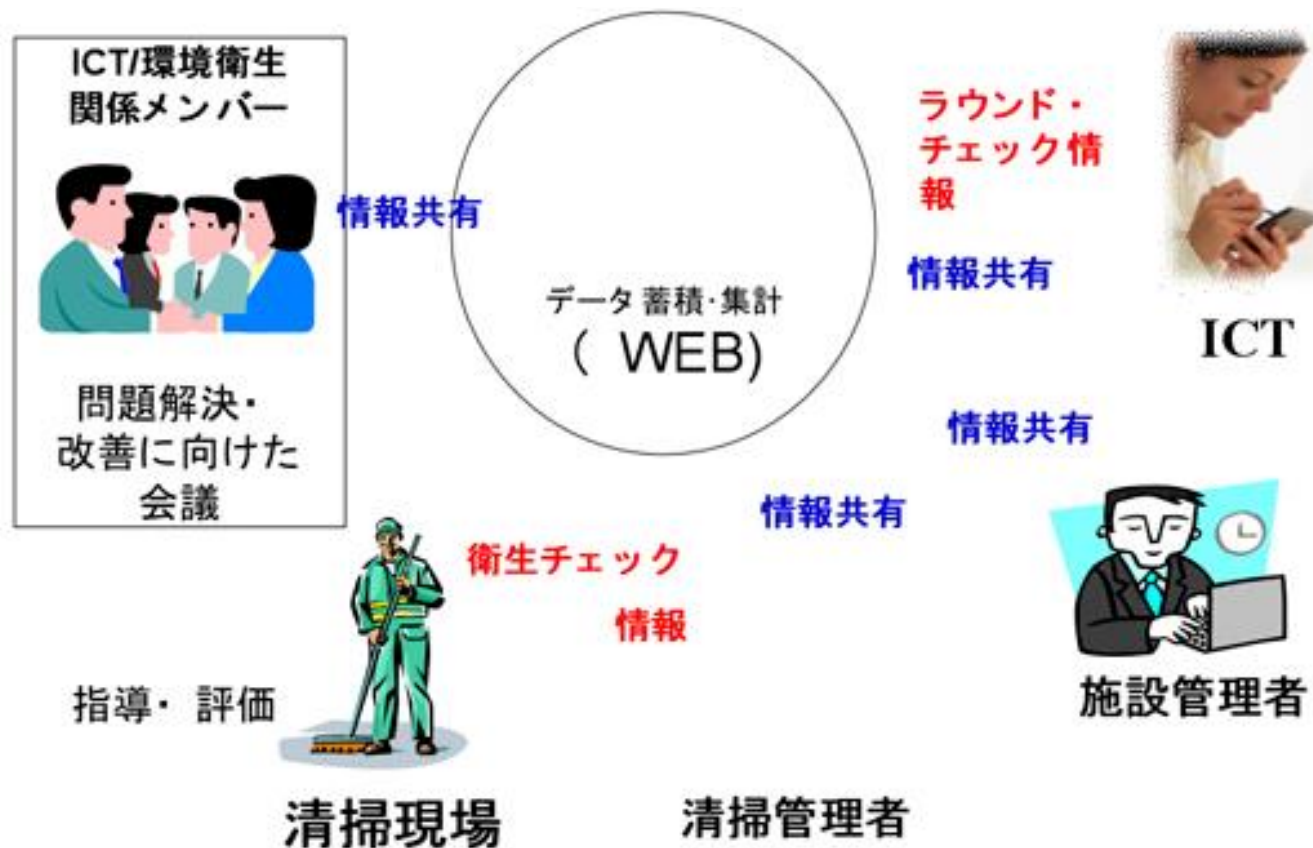 ICT/環境衛生
関係メンバー
情報共有
問題解決・
改善に向けた
会議
データ蓄積・集計
( WEB)
ラウンド・
チェック情
報
情報共有
ICT
情報共有
情報共有
衛生チェック
情報
施設管理者
指導・ 評価
清掃現場
清掃管理者